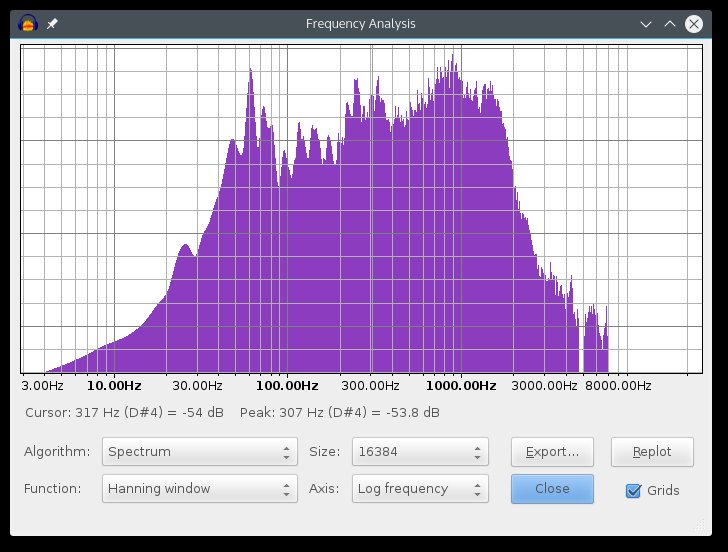 Frequency Analysis
3.00Hz 10.00Hz 30.00Hz 100.00Hz 300.00Hz 1000.00Hz 3000.00Hz 8000.00Hz
Cursor: 317 Hz (D#4) = -54 dB Peak: 307 Hz (D#4) = -53.8 dB
Algorithm: Spectrum Size: 16384 Export... Replot
Function: Hanning window Axis: Log frequency Close Grids